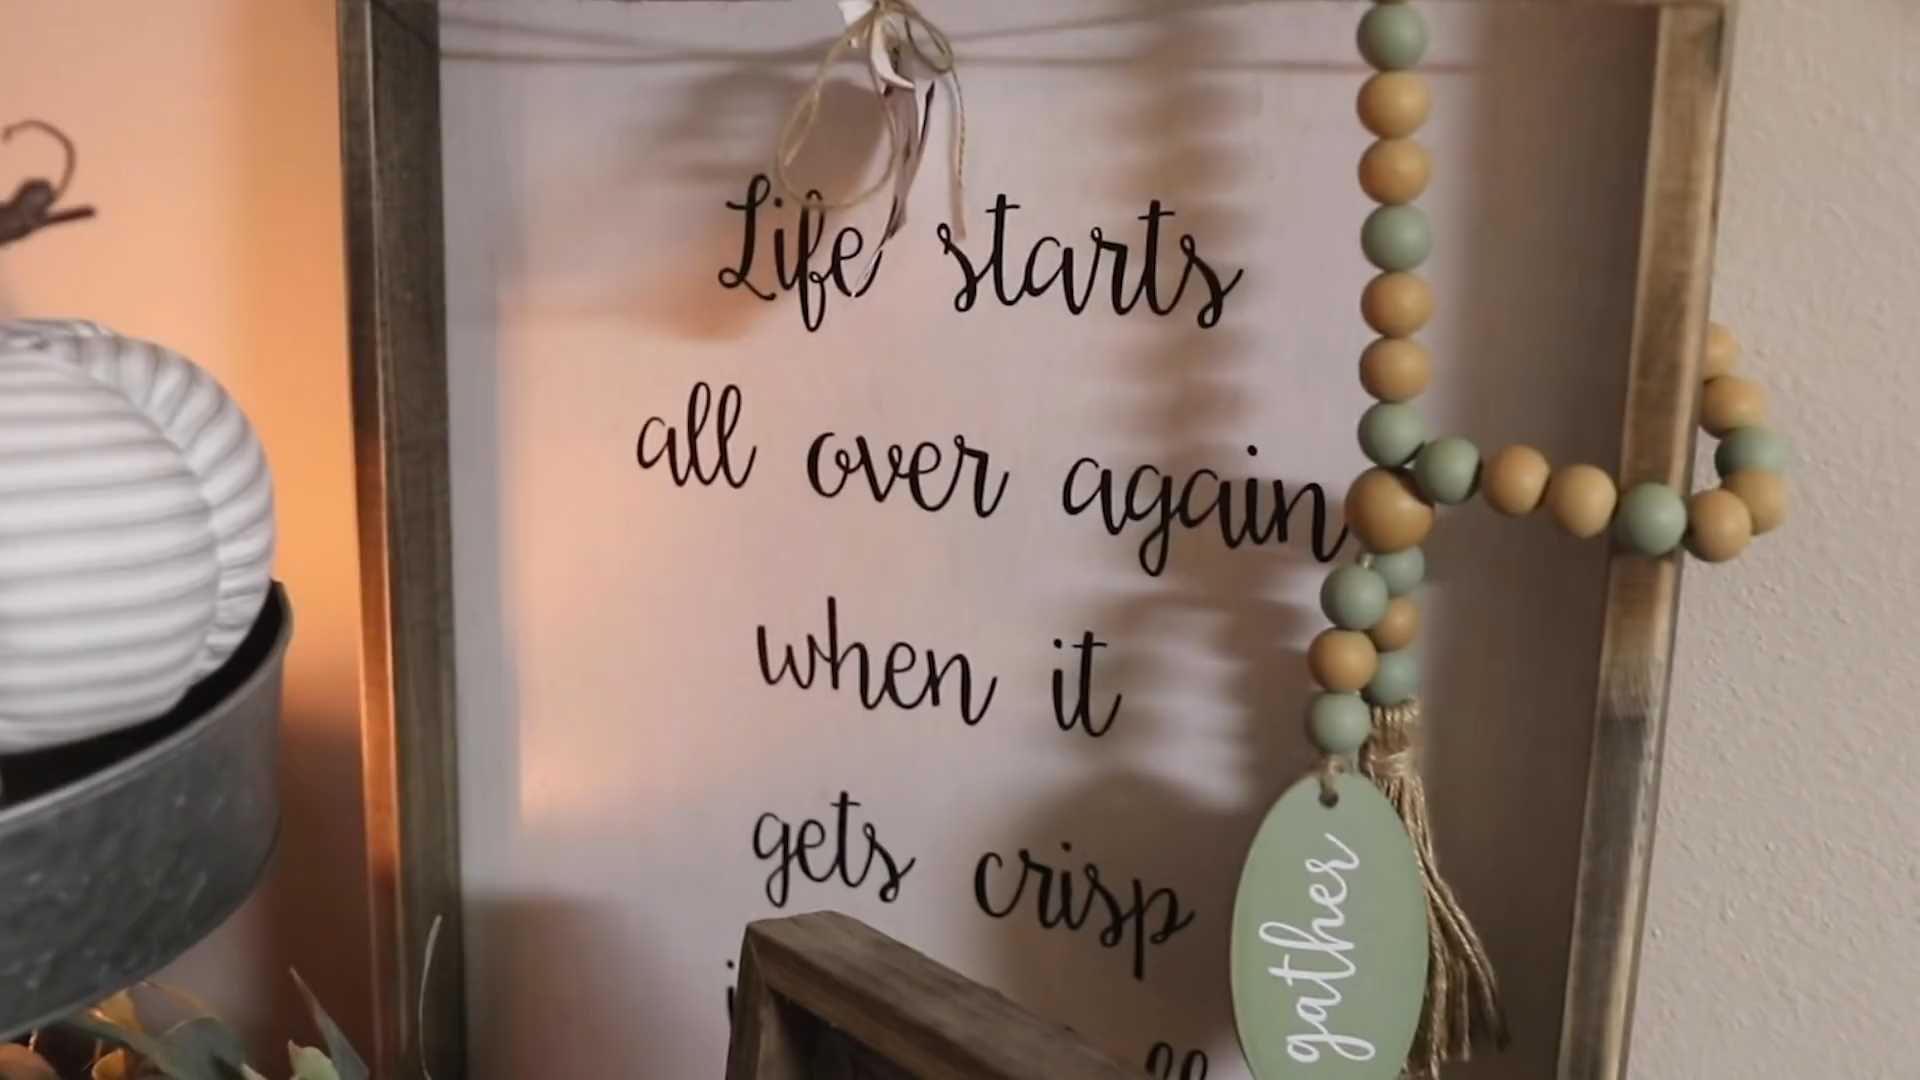 Life starts
all over again
when it
gets crisp
gather